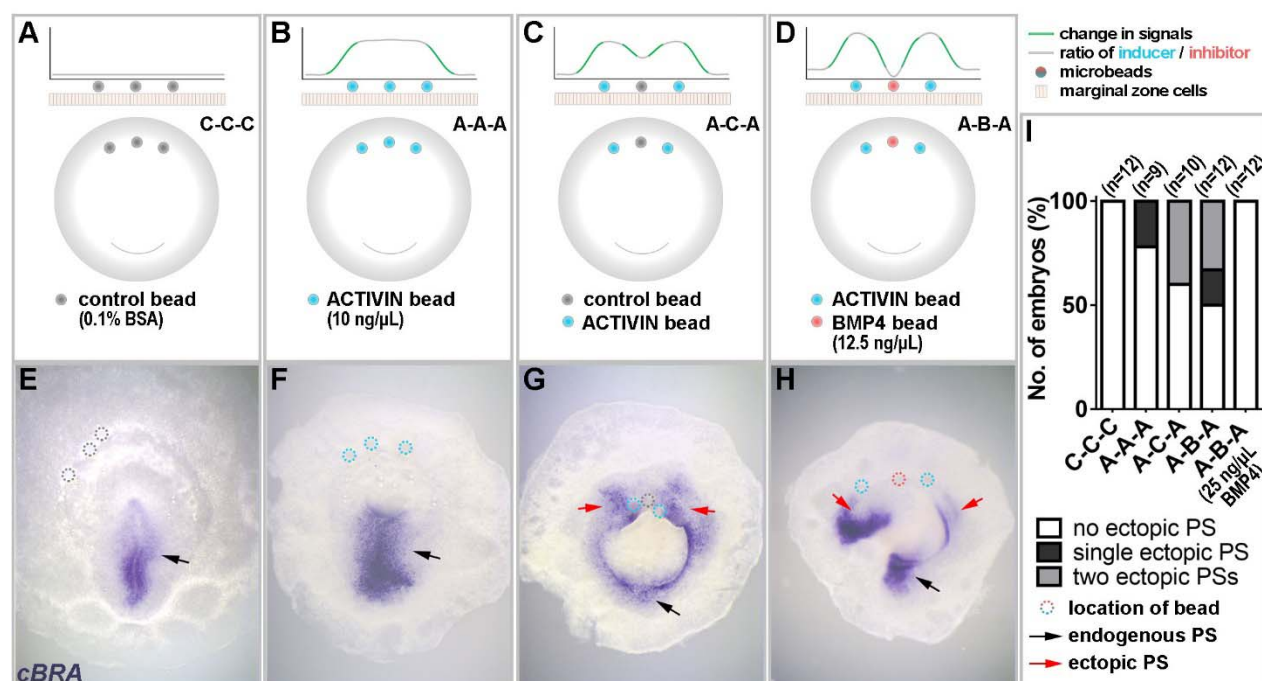 A
C-C-C
control bead
(0.1% BSA)
B
A-A-A
ACTIVIN bead
(10 ng/µL)
C
A-C-A
control bead
ACTIVIN bead
D
A-B-A
ACTIVIN bead
BMP4 bead
(12.5 ng/µL)
change in signals
ratio of inducer / inhibitor
microbeads
marginal zone cells
E
cBRA
F
G
H
I
(n=12)
(n=9)
(n=10)
(n=12)
(n=12)
No. of embryos (%)
100
50
0
C-C-C
A-A-A
A-C-A
A-B-A
A-B-A
(25 ng/µL
BMP4)
no ectopic PS
single ectopic PS
two ectopic PSs
location of bead
endogenous PS
ectopic PS